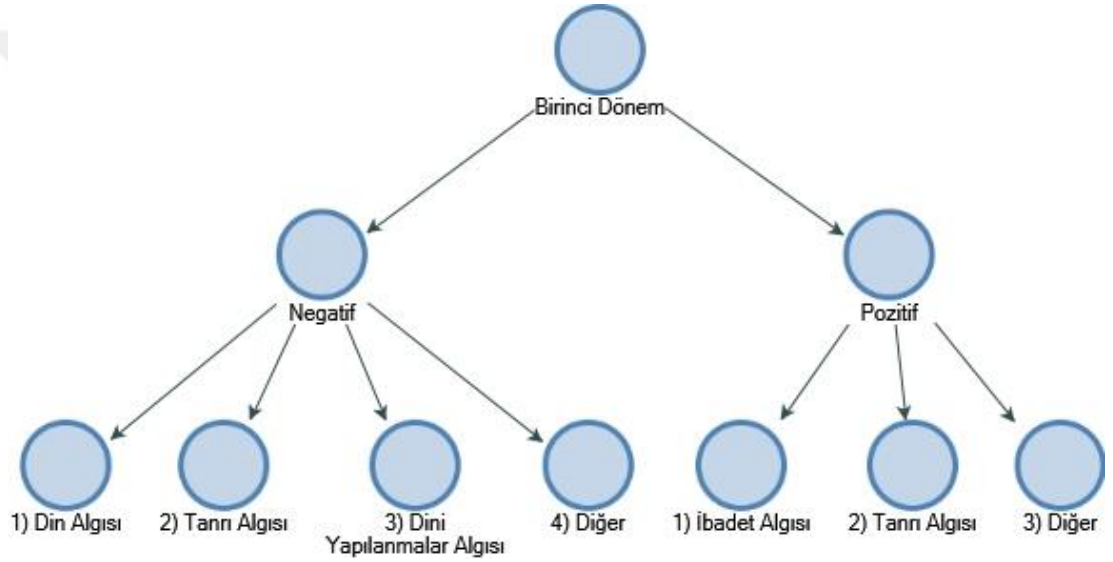 Birinci Dönem
Negatif
Pozitif
1) Din Algısı
2) Tanrı Algısı
3) Dini
Yapılanmalar Algısı
4) Diğer
1) İbadet Algısı
2) Tanrı Algısı
3) Diğer